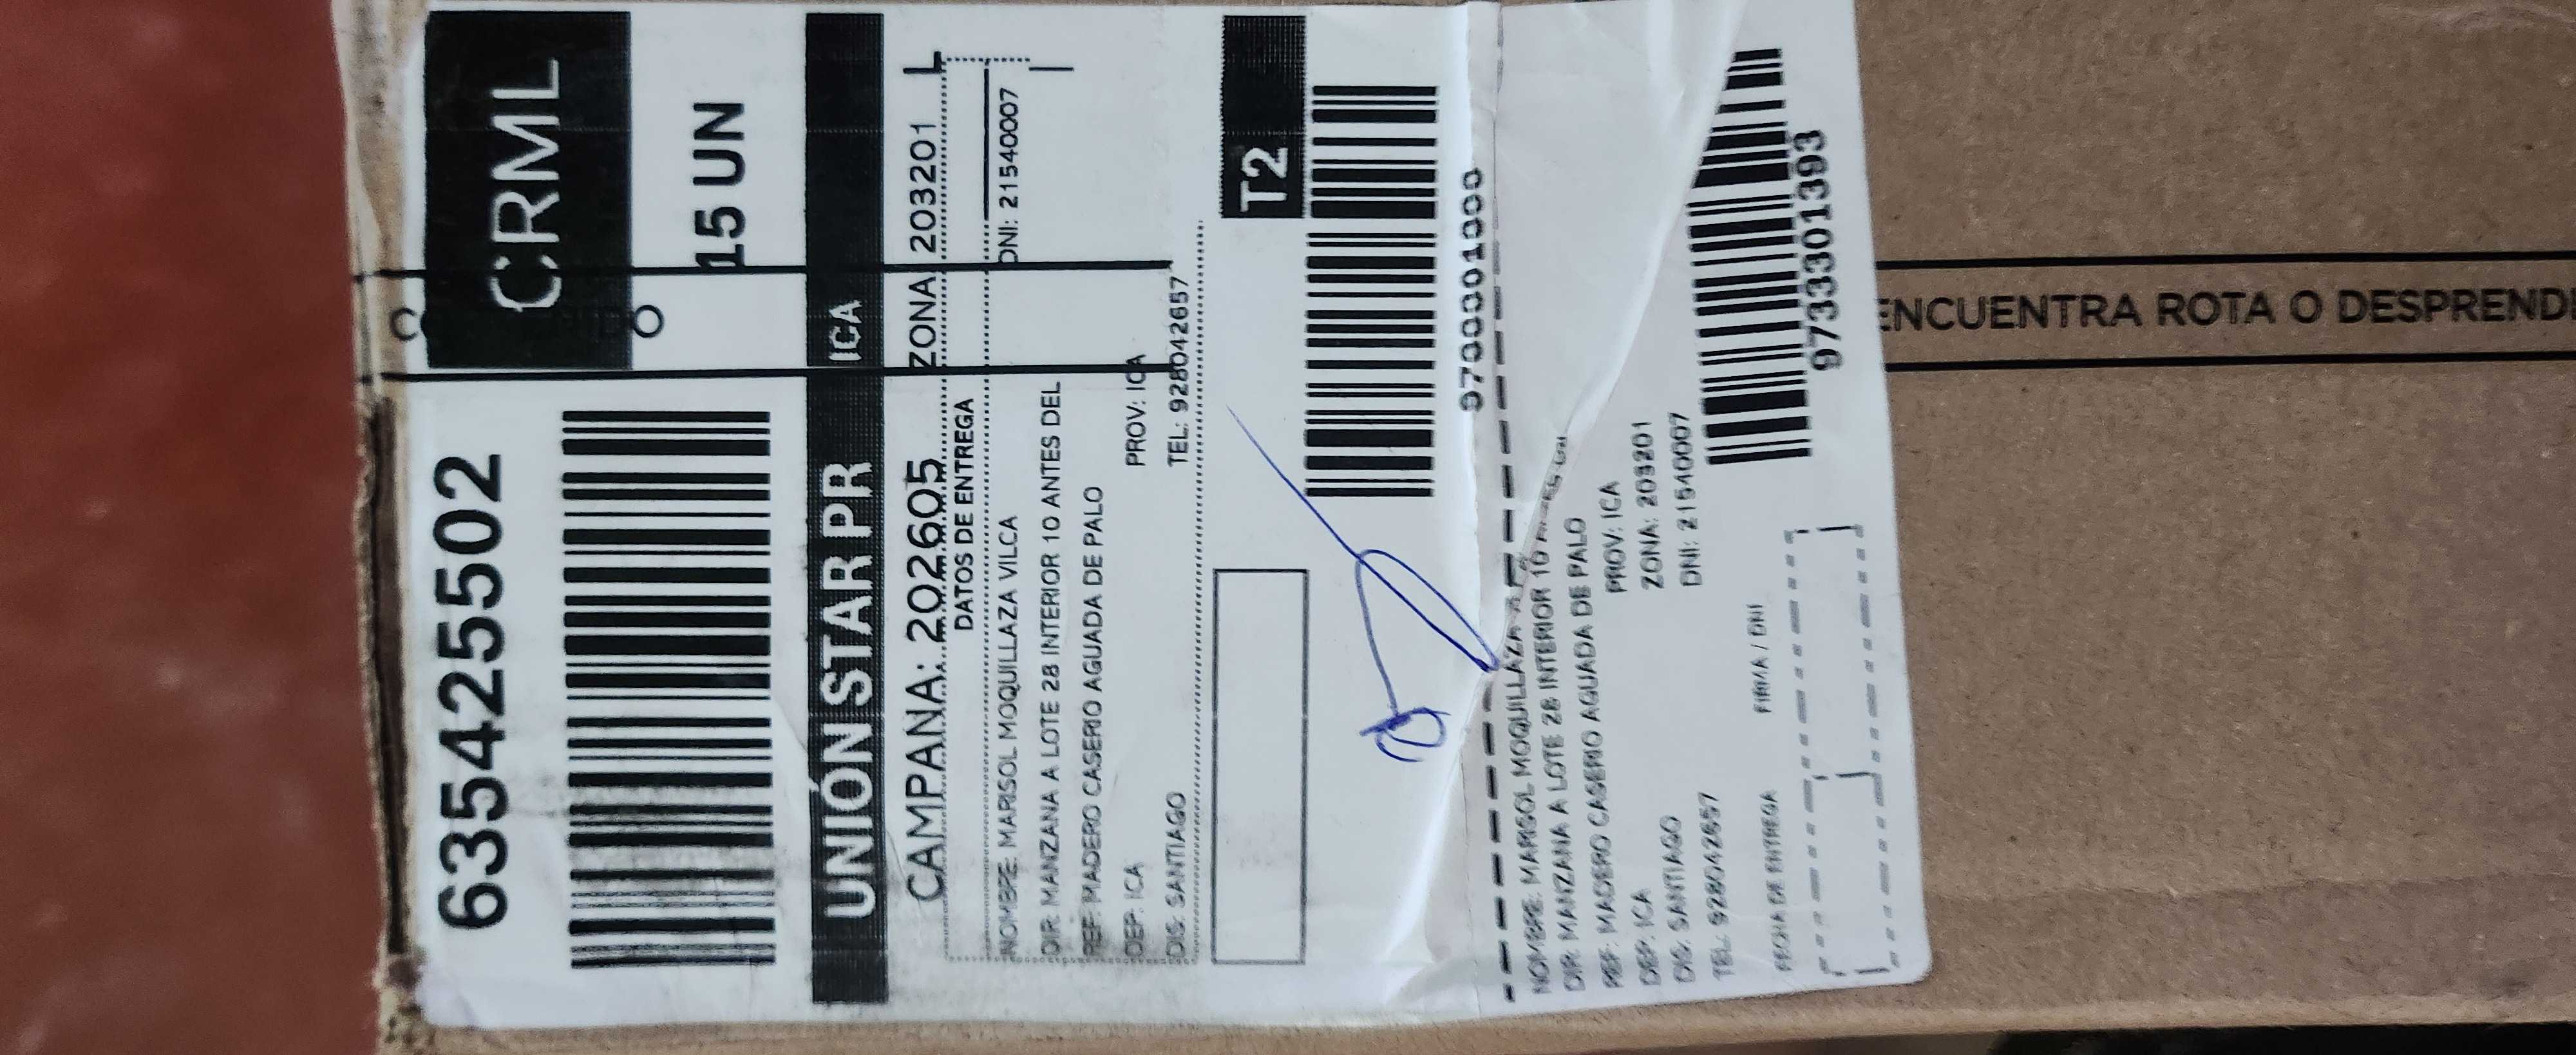 6354255502
CRML
15 UN
UNIÓN STAR PR ICA
CAMPANA: 202605 ZONA 203201 L
DATOS DE ENTREGA
NOMBRE: MARISOL MOQUILLAZA VILCA DNI: 21540007
DIR: MANZANA A LOTE 28 INTERIOR 10 ANTES DEL
REF: MADERO CASERIO AGUADA DE PALO
DEP: ICA PROV: ICA
DIS: SANTIAGO TEL: 928042657
T2
9700001000
NOMBRE: MARISOL MOQUILLAZA
DIR: MANZANA A LOTE 28 INTERIOR 10
REF: MADERO CASERIO AGUADA DE PALO
DEP: ICA PROV: ICA
DIS: SANTIAGO ZONA: 203201
TEL: 928042657 DNI: 21540007
FECHA DE ENTREGA FIRMA / DNI
9733301393
ENCUENTRA ROTA O DESPREND